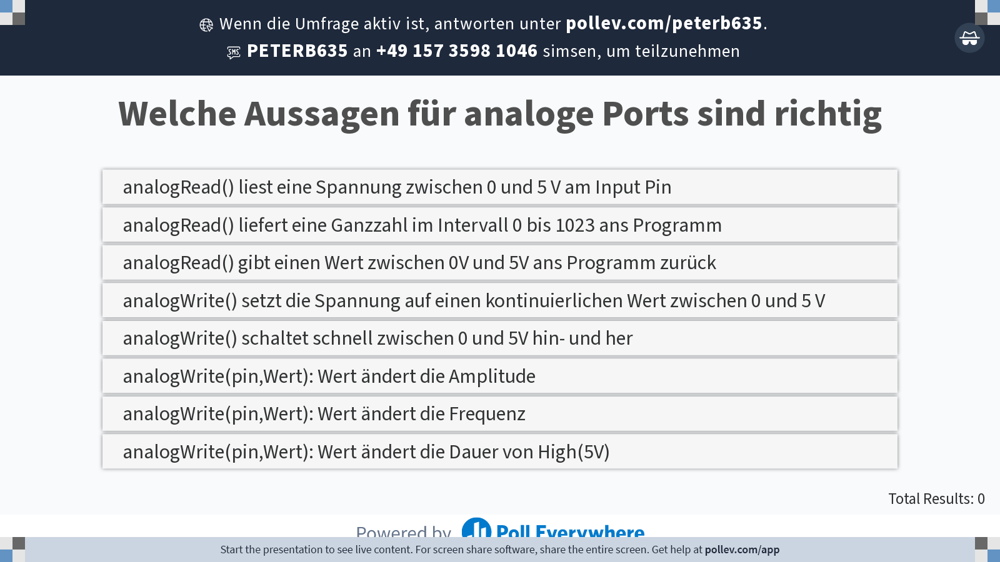 Wenn die Umfrage aktiv ist, antworten unter pollev.com/peterb635.
SMS PETERB635 an +49 157 3598 1046 simsen, um teilzunehmen
Welche Aussagen für analoge Ports sind richtig
analogRead() liest eine Spannung zwischen 0 und 5 V am Input Pin
analogRead() liefert eine Ganzzahl im Intervall 0 bis 1023 ans Programm
analogRead() gibt einen Wert zwischen 0V und 5V ans Programm zurück
analogWrite() setzt die Spannung auf einen kontinuierlichen Wert zwischen 0 und 5 V
analogWrite() schaltet schnell zwischen 0 und 5V hin- und her
analogWrite(pin,Wert): Wert ändert die Amplitude
analogWrite(pin,Wert): Wert ändert die Frequenz
analogWrite(pin,Wert): Wert ändert die Dauer von High(5V)
Total Results: 0
Powered by Poll Everywhere
Start the presentation to see live content. For screen share software, share the entire screen. Get help at pollev.com/app